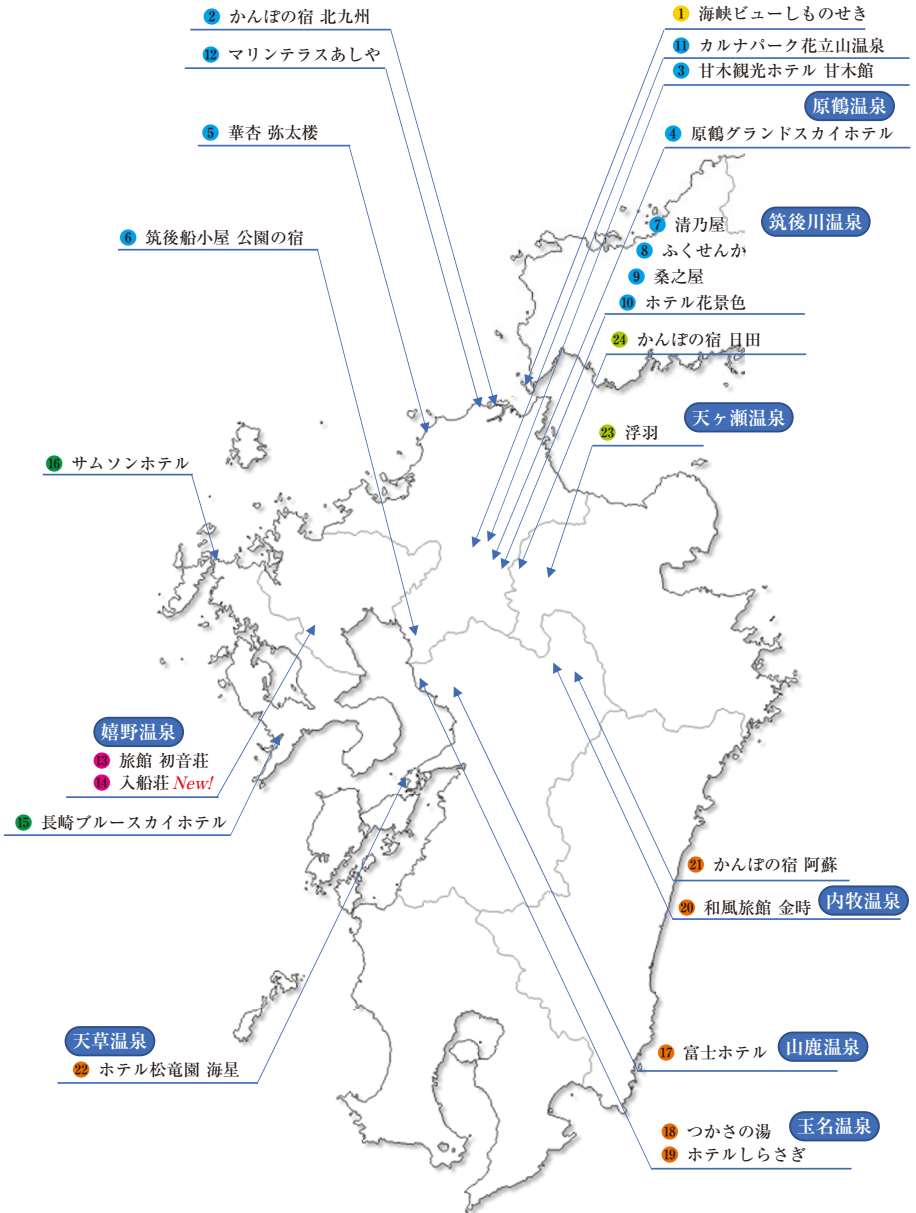 2 かんぽの宿 北九州
12 マリンテラスあしや
5 華杏 弥太楼
6 筑後船小屋 公園の宿
1 海峡ビューしものせき
11 カルナパーク花立山温泉
3 甘木観光ホテル 甘木館
原鶴温泉
4 原鶴グランドスカイホテル
筑後川温泉
7 清乃屋
8 ふくせんか
9 桑之屋
10 ホテル花景色
24 かんぽの宿 日田
天ヶ瀬温泉
23 浮羽
16 サムソンホテル
嬉野温泉
13 旅館 初音荘
14 入船荘 New!
15 長崎ブルースカイホテル
21 かんぽの宿 阿蘇
20 和風旅館 金時
内牧温泉
天草温泉
22 ホテル松竜園 海星
17 富士ホテル
山鹿温泉
玉名温泉
18 つかさの湯
19 ホテルしらさぎ